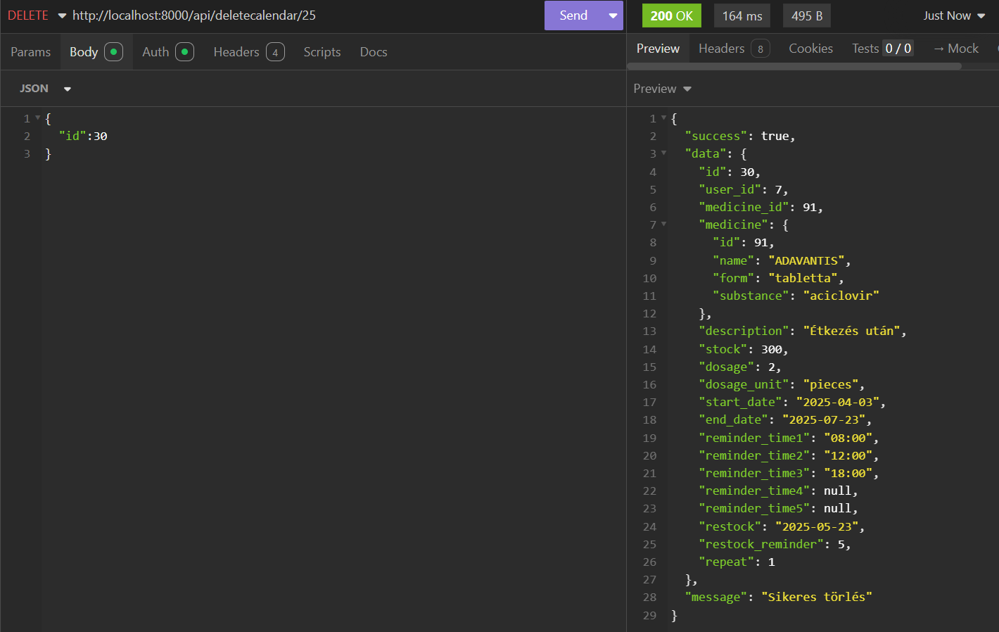 DELETE http://localhost:8000/api/deletecalendar/25 Send 200 OK 164 ms 495 B Just Now
Params Body Auth Headers 4 Scripts Docs
Preview Headers 8 Cookies Tests 0 / 0 → Mock
JSON
Preview
1 {
2 "id":30
3 }
1 {
2 "success": true,
3 "data": {
4 "id": 30,
5 "user_id": 7,
6 "medicine_id": 91,
7 "medicine": {
8 "id": 91,
9 "name": "ADAVANTIS",
10 "form": "tabletta",
11 "substance": "aciclovir"
12 },
13 "description": "Étkezés után",
14 "stock": 300,
15 "dosage": 2,
16 "dosage_unit": "pieces",
17 "start_date": "2025-04-03",
18 "end_date": "2025-07-23",
19 "reminder_time1": "08:00",
20 "reminder_time2": "12:00",
21 "reminder_time3": "18:00",
22 "reminder_time4": null,
23 "reminder_time5": null,
24 "restock": "2025-05-23",
25 "restock_reminder": 5,
26 "repeat": 1
27 },
28 "message": "Sikeres törlés"
29 }